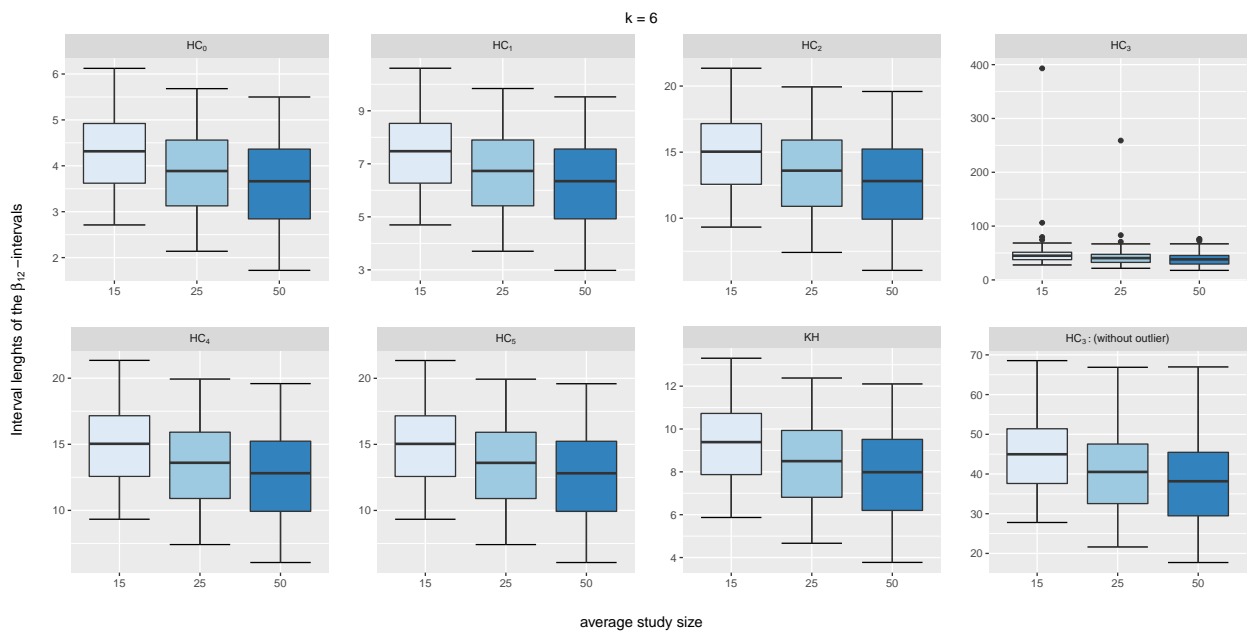 k = 6
Interval lenghts of the β₁₂ −intervals
HC₀
6
5
4
3
2
15 25 50
HC₁
9
7
5
3
15 25 50
HC₂
20
15
10
15 25 50
HC₃
400
300
200
100
0
15 25 50
HC₄
20
15
10
15 25 50
HC₅
20
15
10
15 25 50
KH
12
10
8
6
4
15 25 50
HC₃: (without outlier)
70
60
50
40
30
20
15 25 50
average study size